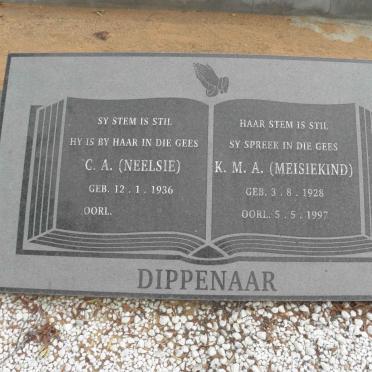 SY STEM IS STIL
HY IS BY HAAR IN DIE GEES
C. A. (NEELSIE)
GEB. 12 . 1 . 1936
OORL.
HAAR STEM IS STIL
SY SPREEK IN DIE GEES
K. M. A. (MEISIEKIND)
GEB. 3 . 8 . 1928
OORL. 5 . 5 . 1997
DIPPENAAR